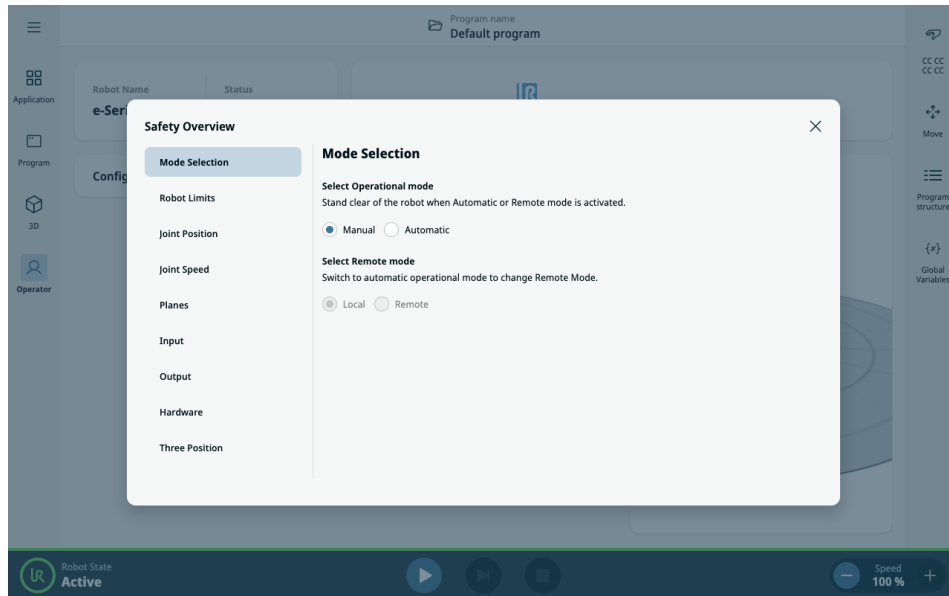 Program name
Default program
Application
Program
3D
Operator
Robot Name
Status
e-Seri
Config
Safety Overview
Mode Selection
Robot Limits
Joint Position
Joint Speed
Planes
Input
Output
Hardware
Three Position
Mode Selection
Select Operational mode
Stand clear of the robot when Automatic or Remote mode is activated.
Manual Automatic
Select Remote mode
Switch to automatic operational mode to change Remote Mode.
Local Remote
CC CC
CC CC
Move
Program
structure
{x}
Global
Variables
Robot State
Active
Speed
100 %